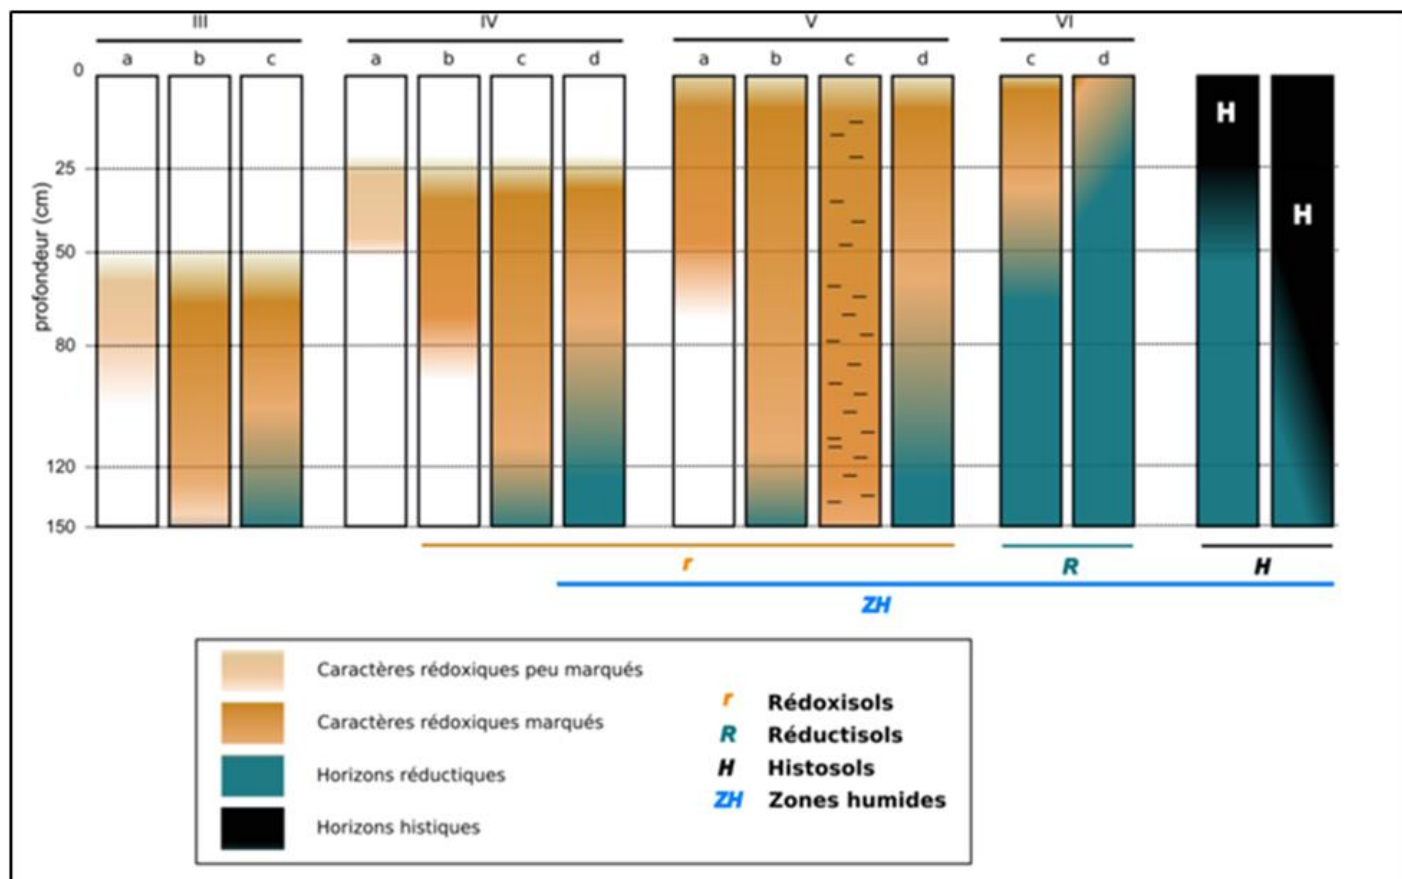 III IV V VI
a b c a b c d a b c d c d
0
H
25
H
50
80
120
150
profondeur (cm)
r R H
ZH
Caractères rédoxiques peu marqués
Caractères rédoxiques marqués
Horizons réductiques
Horizons histiques
r Rédoxisols
R Réductisols
H Histosols
ZH Zones humides